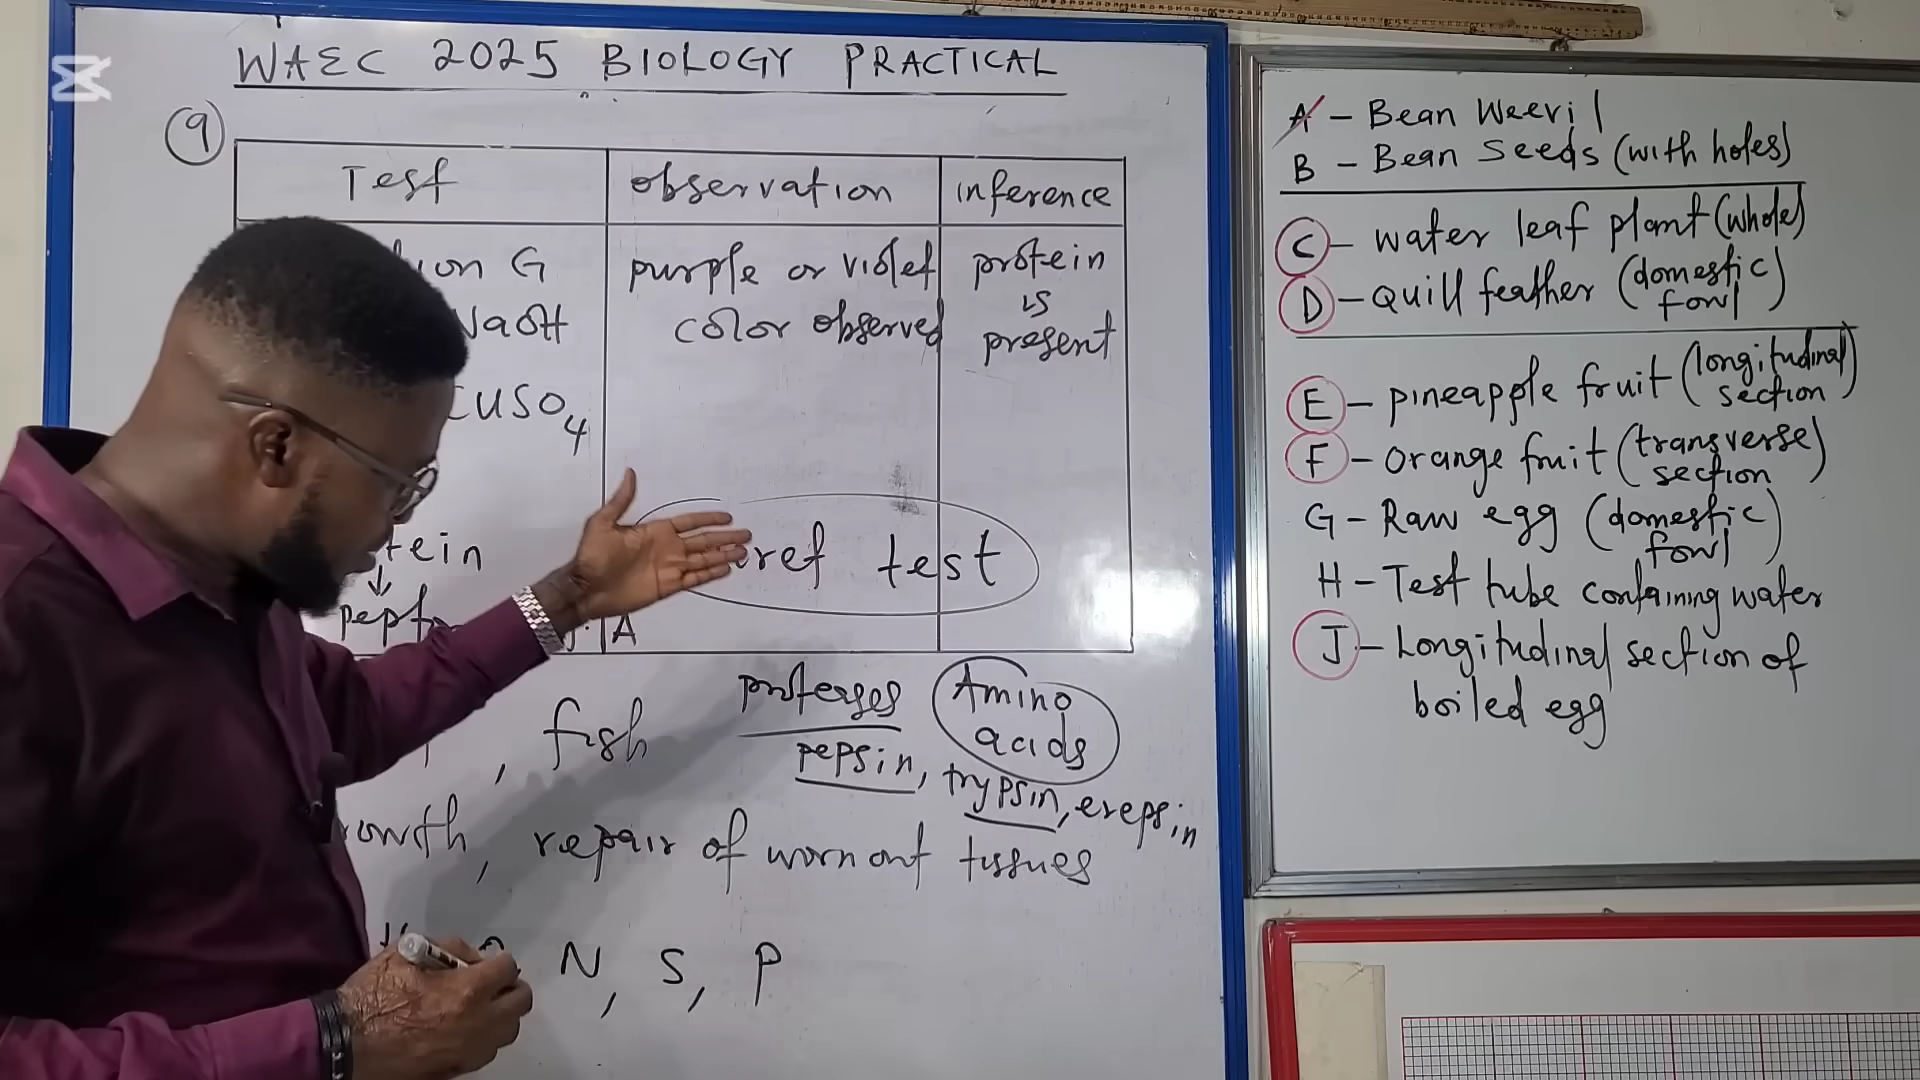 WAEC 2025 BIOLOGY PRACTICAL
9
Test observation inference
ion G purple or violet protein
NaOH color observed is
present
CuSO4
tein
ref test
pept A
proteases Amino
acids
, fish
pepsin, trypsin, erepsin
rowth, repair of worn out tissues
N, S, P
A - Bean Weevil
B - Bean Seeds (with holes)
C - water leaf plant (whole)
D - Quill feather (domestic
fowl)
E - pineapple fruit (longitudinal
section)
F - orange fruit (transverse
section)
G - Raw egg (domestic
fowl)
H - Test tube containing water
J - Longitudinal section of
boiled egg